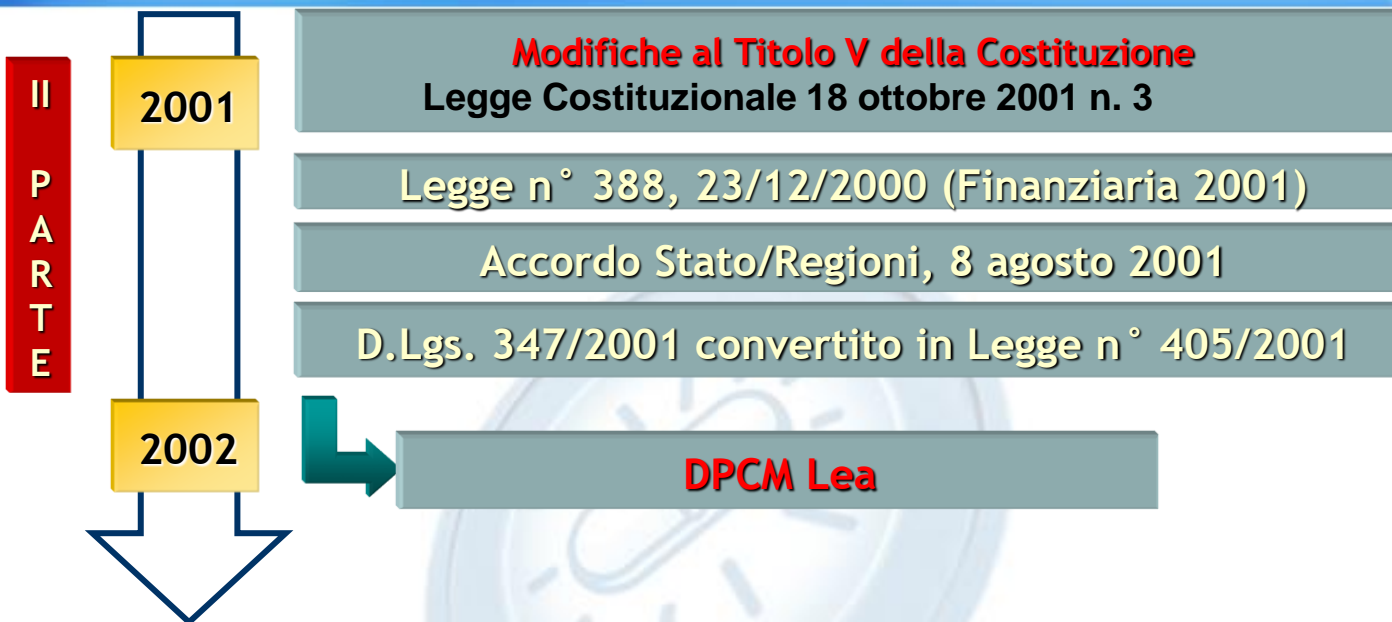 II PARTE
2001
Modifiche al Titolo V della Costituzione
Legge Costituzionale 18 ottobre 2001 n. 3
Legge n° 388, 23/12/2000 (Finanziaria 2001)
Accordo Stato/Regioni, 8 agosto 2001
D.Lgs. 347/2001 convertito in Legge n° 405/2001
2002
DPCM Lea